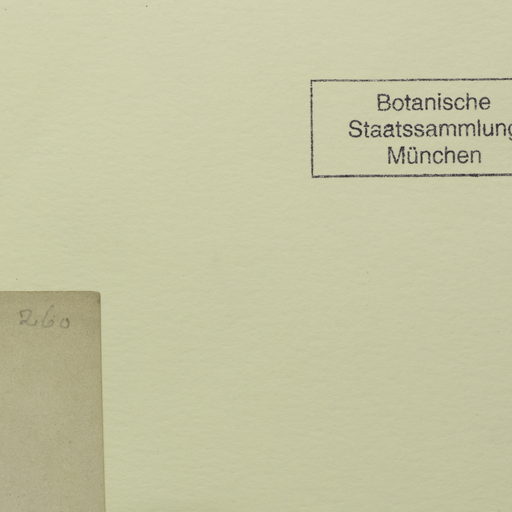 Botanische
Staatssammlung
München
260